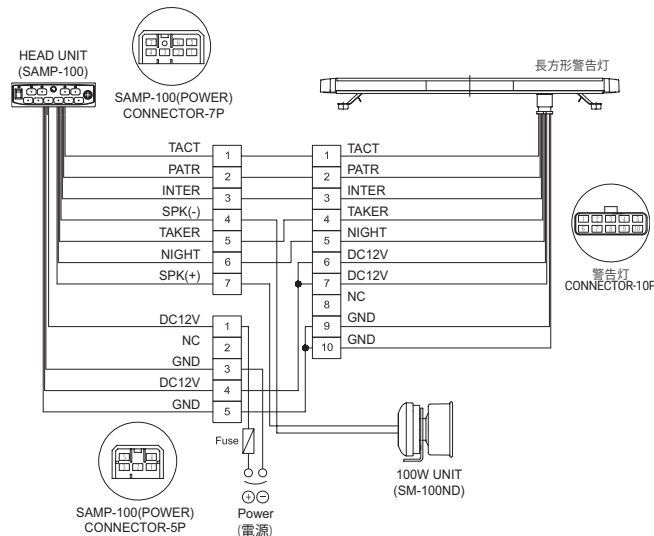 HEAD UNIT
(SAMP-100)
SAMP-100(POWER)
CONNECTOR-7P
長方形警告灯
TACT
1
PATR
2
INTER
3
SPK(-)
4
TAKER
5
NIGHT
6
SPK(+)
7
1
TACT
2
PATR
3
INTER
4
TAKER
5
NIGHT
6
DC12V
7
DC12V
8
NC
9
GND
10
GND
警告灯
CONNECTOR-10P
DC12V
1
NC
2
GND
3
DC12V
4
GND
5
Fuse
SAMP-100(POWER)
CONNECTOR-5P
Power
(電源)
100W UNIT
(SM-100ND)